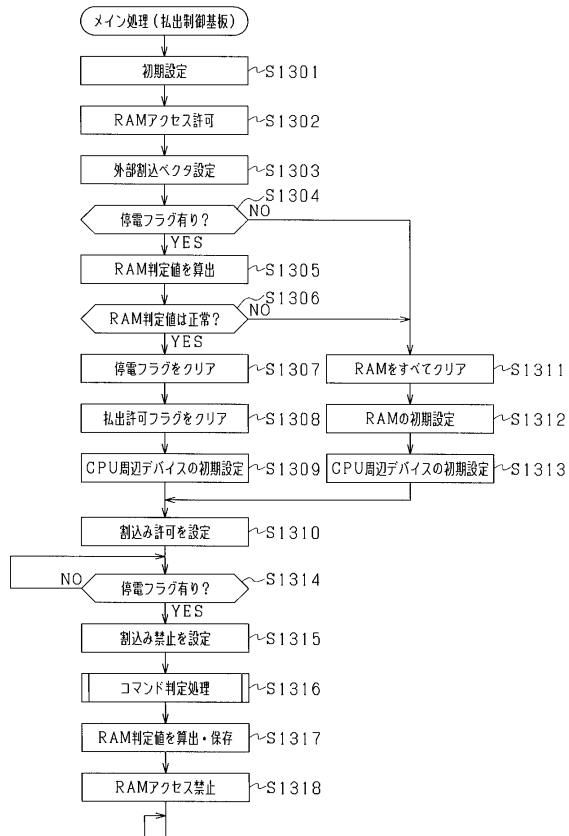 メイン処理(払出制御基板)
初期設定 S1301
RAMアクセス許可 S1302
外部割込ベクタ設定 S1303
停電フラグ有り? S1304
NO
YES
RAM判定値を算出 S1305
RAM判定値は正常? S1306
NO
YES
停電フラグをクリア S1307
RAMをすべてクリア S1311
払出許可フラグをクリア S1308
RAMの初期設定 S1312
CPU周辺デバイスの初期設定 S1309
CPU周辺デバイスの初期設定 S1313
割込み許可を設定 S1310
停電フラグ有り? S1314
NO
YES
割込み禁止を設定 S1315
コマンド判定処理 S1316
RAM判定値を算出・保存 S1317
RAMアクセス禁止 S1318